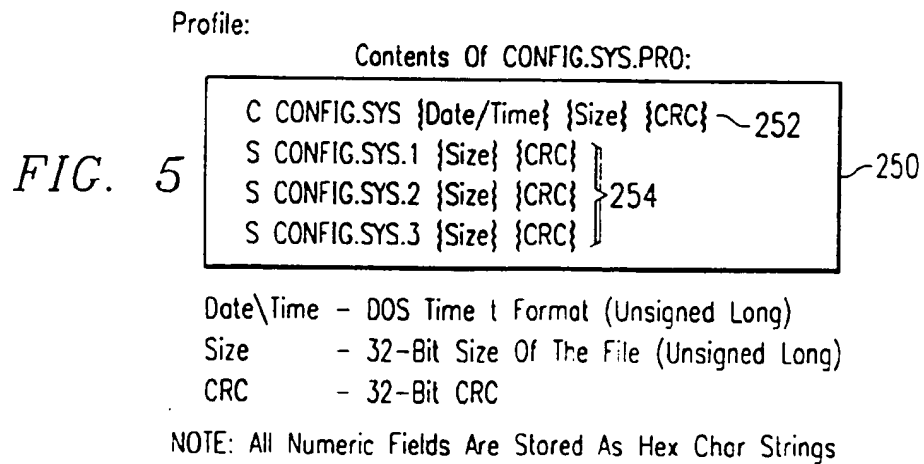 Profile:
Contents Of CONFIG.SYS.PRO:
C CONFIG.SYS {Date/Time} {Size} {CRC} 252
S CONFIG.SYS.1 {Size} {CRC}
S CONFIG.SYS.2 {Size} {CRC} 254
S CONFIG.SYS.3 {Size} {CRC}
250
FIG. 5
Date\Time – DOS Time t Format (Unsigned Long)
Size – 32–Bit Size Of The File (Unsigned Long)
CRC – 32–Bit CRC
NOTE: All Numeric Fields Are Stored As Hex Char Strings